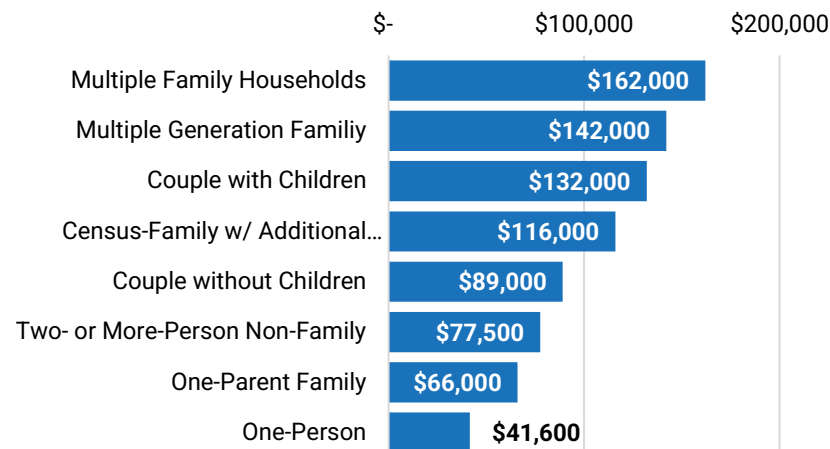 $- $100,000 $200,000
Multiple Family Households $162,000
Multiple Generation Familiy $142,000
Couple with Children $132,000
Census-Family w/ Additional... $116,000
Couple without Children $89,000
Two- or More-Person Non-Family $77,500
One-Parent Family $66,000
One-Person $41,600